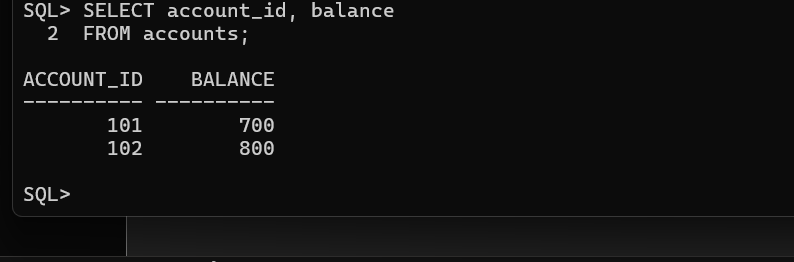 SQL> SELECT account_id, balance
  2  FROM accounts;
ACCOUNT_ID    BALANCE
---------- ----------
       101        700
       102        800
SQL>